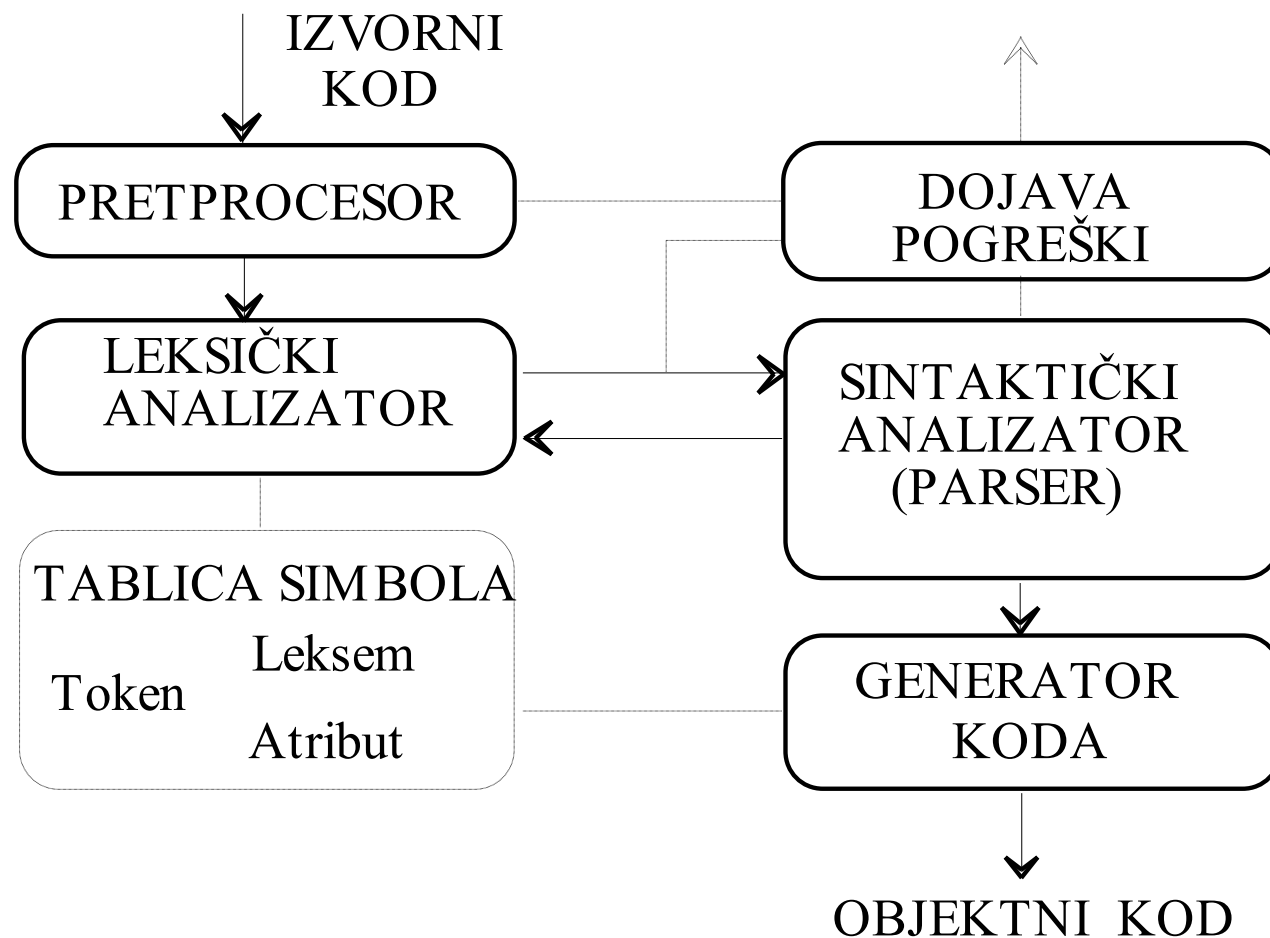 IZVORNI
KOD
PRETPROCESOR
DOJAVA
POGREŠKI
LEKSIČKI
ANALIZATOR
SINTAKTIČKI
ANALIZATOR
(PARSER)
TABLICA SIMBOLA
Leksem
Token
Atribut
GENERATOR
KODA
OBJEKTNI KOD